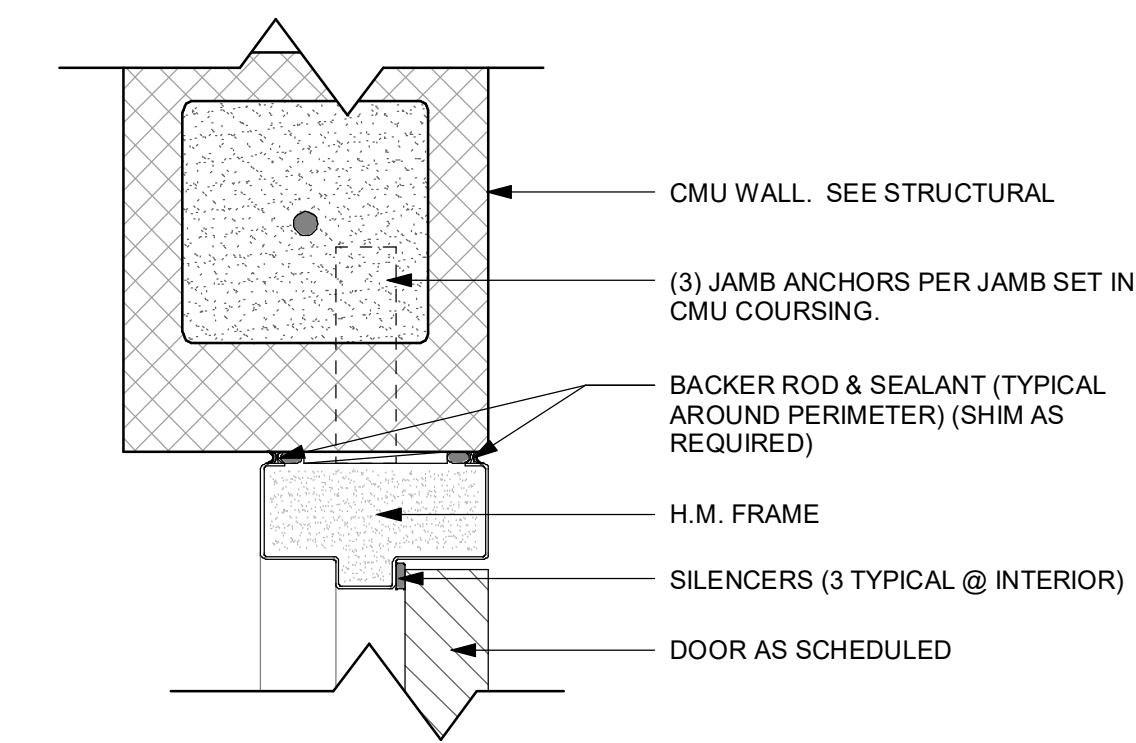 CMU WALL.  SEE STRUCTURAL
(3) JAMB ANCHORS PER JAMB SET IN
CMU COURSING.
BACKER ROD & SEALANT (TYPICAL
AROUND PERIMETER) (SHIM AS
REQUIRED)
H.M. FRAME
SILENCERS (3 TYPICAL @ INTERIOR)
DOOR AS SCHEDULED